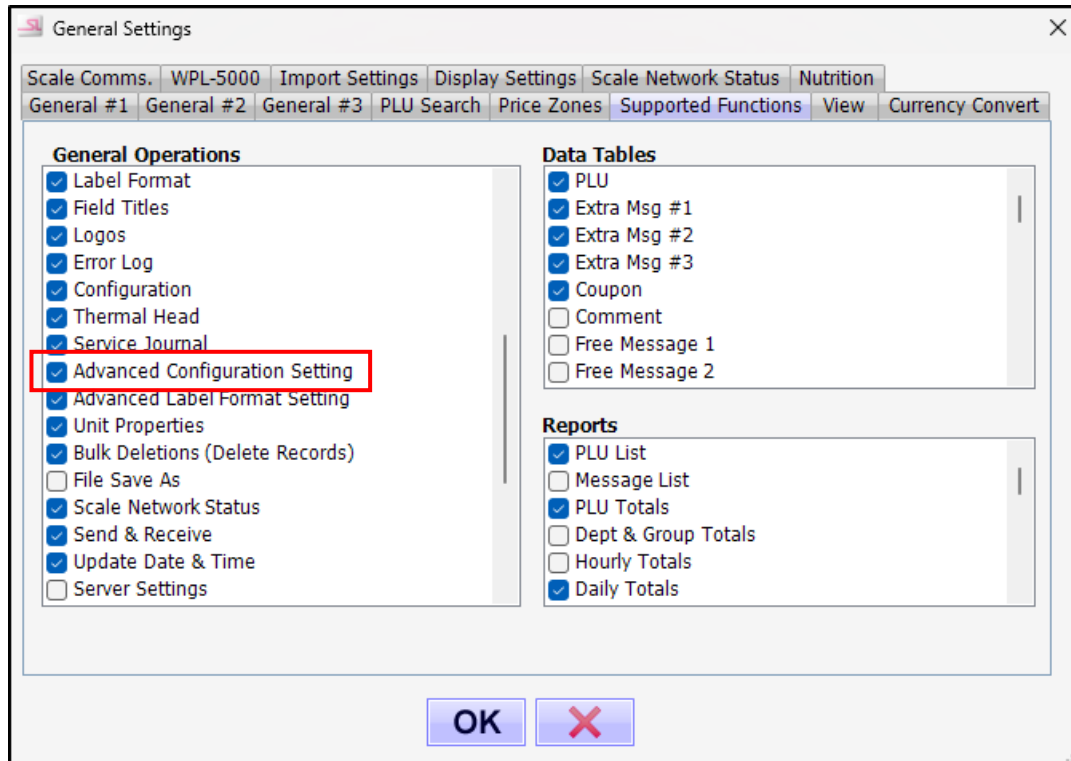 General Settings
Scale Comms. WPL-5000 Import Settings Display Settings Scale Network Status Nutrition
General #1 General #2 General #3 PLU Search Price Zones Supported Functions View Currency Convert
General Operations
Label Format
Field Titles
Logos
Error Log
Configuration
Thermal Head
Service Journal
Advanced Configuration Setting
Advanced Label Format Setting
Unit Properties
Bulk Deletions (Delete Records)
File Save As
Scale Network Status
Send & Receive
Update Date & Time
Server Settings
Data Tables
PLU
Extra Msg #1
Extra Msg #2
Extra Msg #3
Coupon
Comment
Free Message 1
Free Message 2
Reports
PLU List
Message List
PLU Totals
Dept & Group Totals
Hourly Totals
Daily Totals
OK